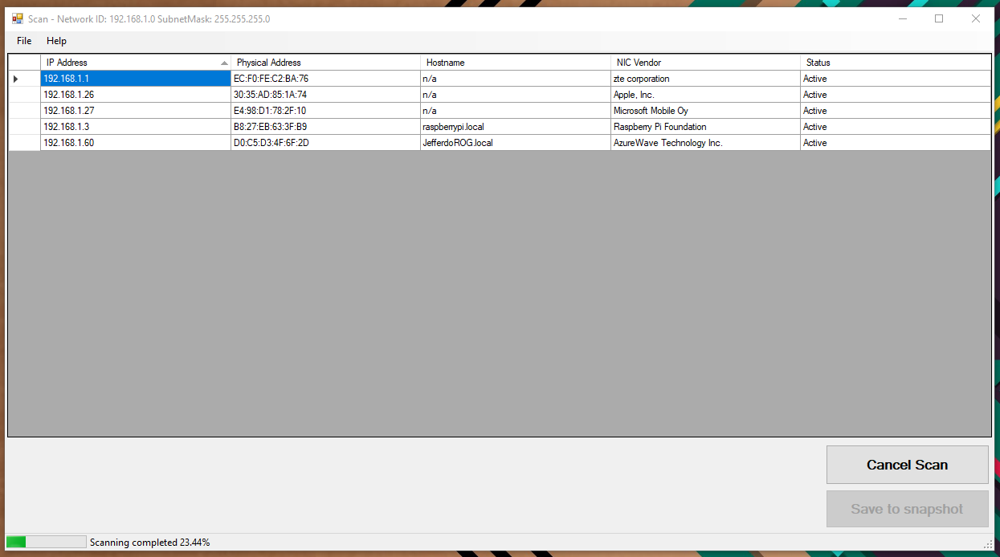 Scan - Network ID: 192.168.1.0 SubnetMask: 255.255.255.0
File Help
IP Address Physical Address Hostname NIC Vendor Status
192.168.1.1 EC:F0:FE:C2:BA:76 n/a zte corporation Active
192.168.1.26 30:35:AD:85:1A:74 n/a Apple, Inc. Active
192.168.1.27 E4:98:D1:78:2F:10 n/a Microsoft Mobile Oy Active
192.168.1.3 B8:27:EB:63:3F:B9 raspberrypi.local Raspberry Pi Foundation Active
192.168.1.60 D0:C5:D3:4F:6F:2D JefferdoROG.local AzureWave Technology Inc. Active
Cancel Scan
Save to snapshot
Scanning completed 23.44%